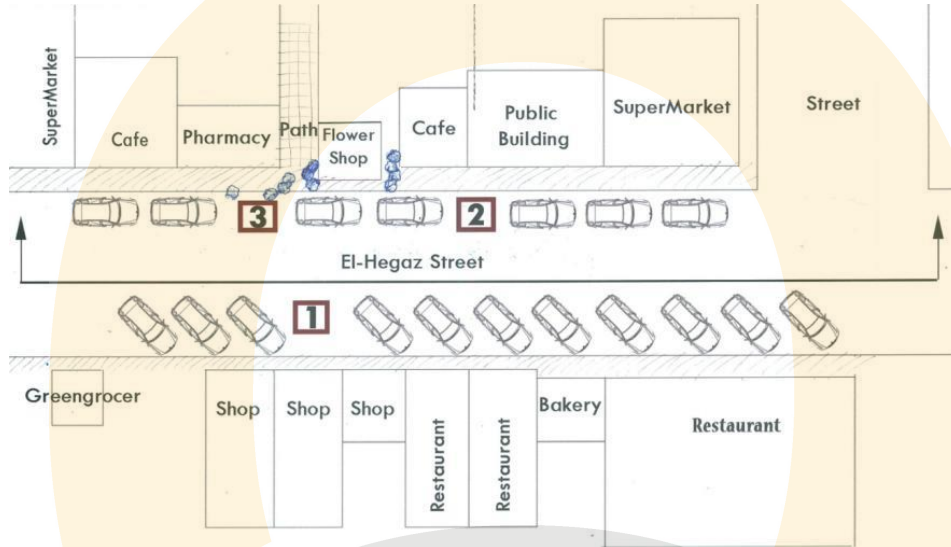 SuperMarket
Cafe
Pharmacy
Path
Flower
Shop
Cafe
Public
Building
SuperMarket
Street
3
2
El-Hegaz Street
1
Greengrocer
Shop
Shop
Shop
Restaurant
Restaurant
Bakery
Restaurant